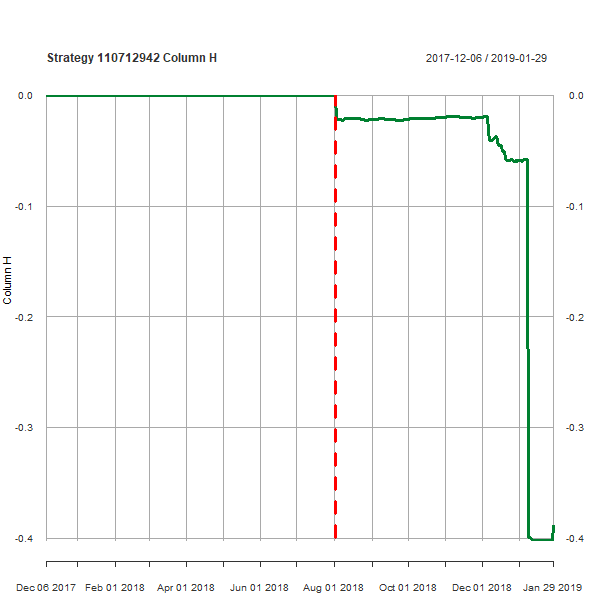 Strategy 110712942 Column H
2017-12-06 / 2019-01-29
0.0 0.0
-0.1 -0.1
Column H
-0.2 -0.2
-0.3 -0.3
-0.4 -0.4
Dec 06 2017 Feb 01 2018 Apr 01 2018 Jun 01 2018 Aug 01 2018 Oct 01 2018 Dec 01 2018 Jan 29 2019